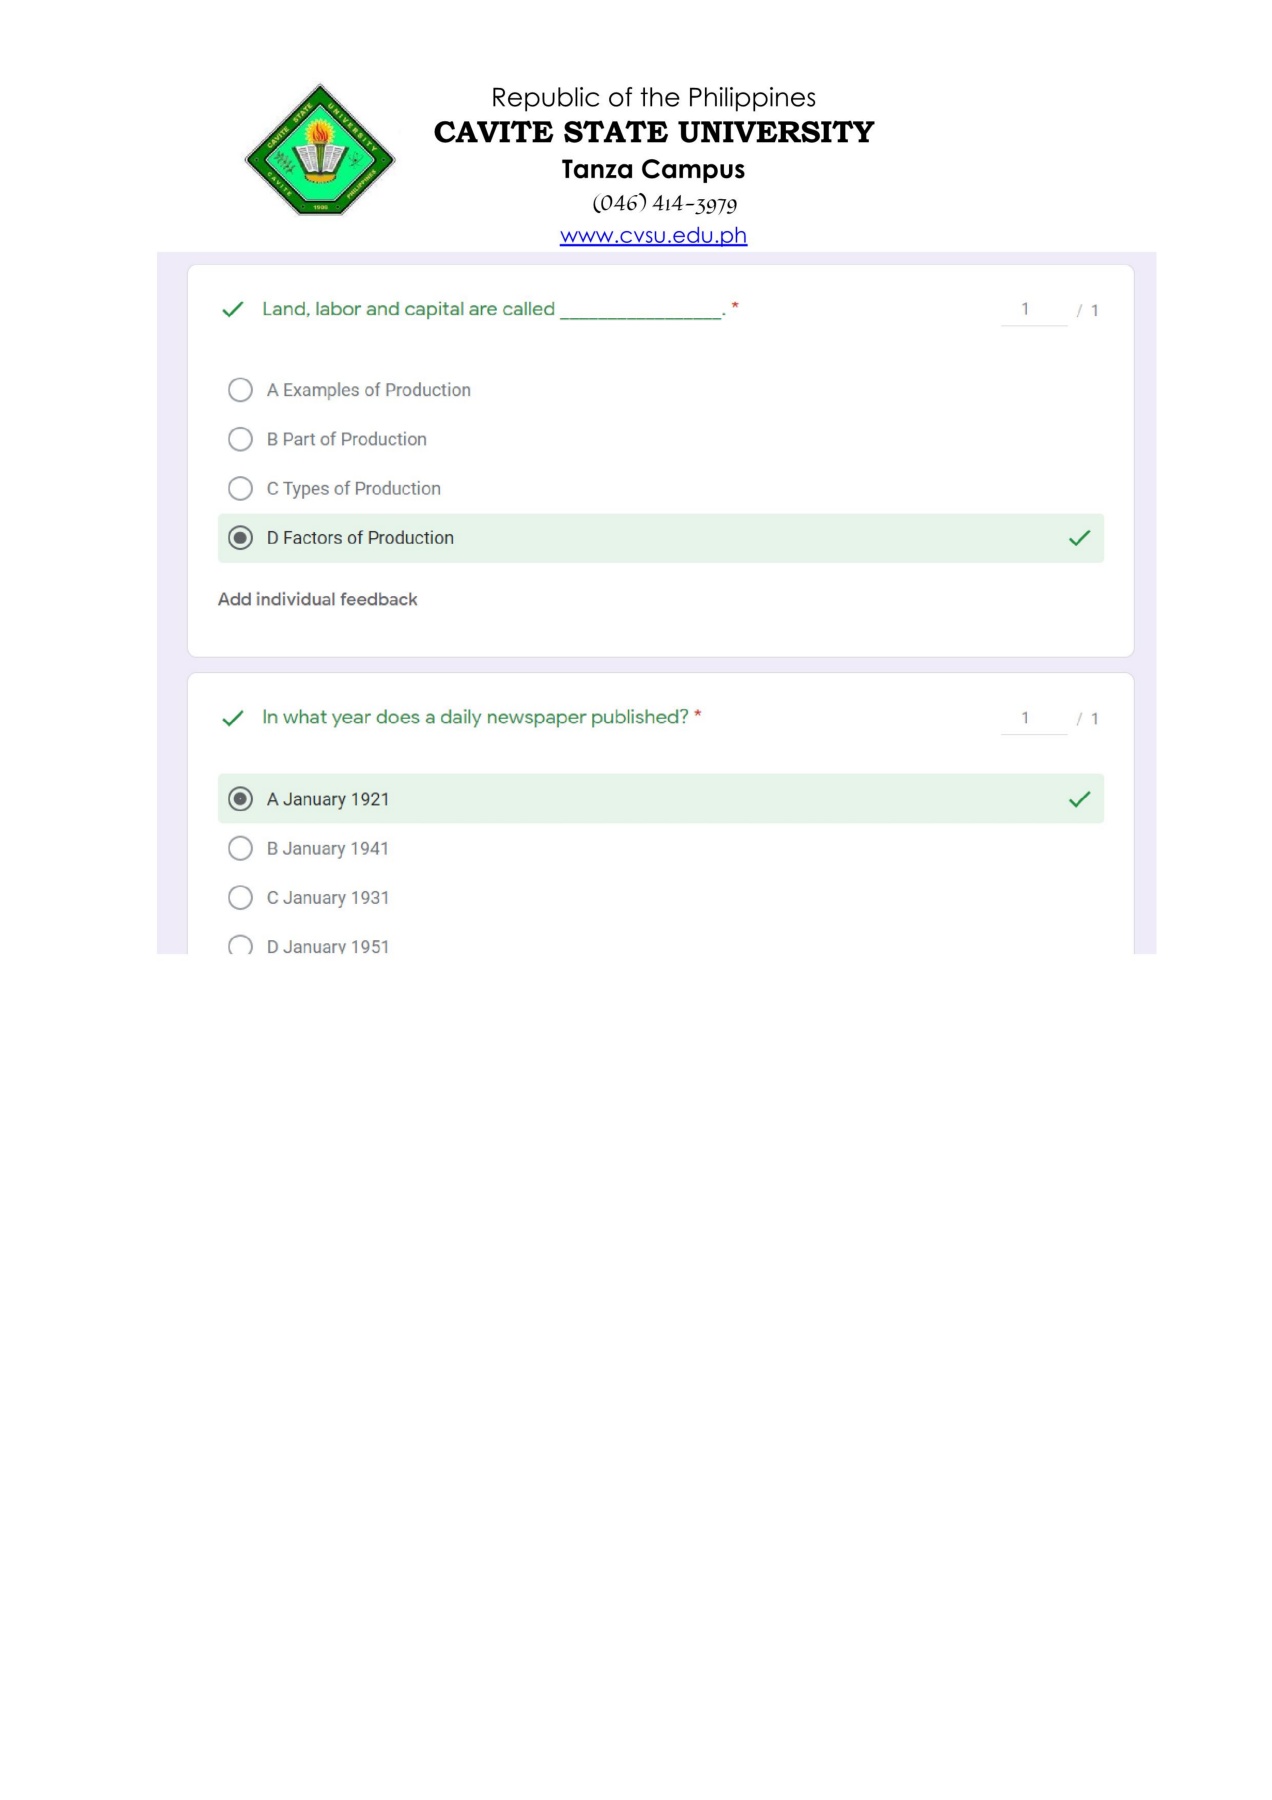 Republic of the Philippines
CAVITE STATE UNIVERSITY
Tanza Campus
(046) 414-3979
www.cvsu.edu.ph
CAVITE STATE UNIVERSITY
CAVITE PHILIPPINES
1906
Land, labor and capital are called _________________. * 1 / 1
A Examples of Production
B Part of Production
C Types of Production
D Factors of Production
Add individual feedback
In what year does a daily newspaper published? * 1 / 1
A January 1921
B January 1941
C January 1931
D January 1951